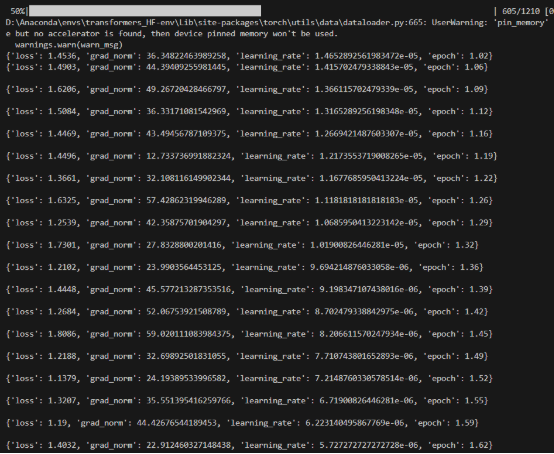 50%| | 605/1210 [0
D:\Anaconda\envs\transformers_HF-env\Lib\site-packages\torch\utils\data\dataloader.py:665: UserWarning: 'pin_memory'
e but no accelerator is found, then device pinned memory won't be used.
warnings.warn(warn_msg)
{'loss': 1.4536, 'grad_norm': 36.34822463989258, 'learning_rate': 1.4652892561983472e-05, 'epoch': 1.02}
{'loss': 1.4903, 'grad_norm': 44.39409255981445, 'learning_rate': 1.415702479338843e-05, 'epoch': 1.06}
{'loss': 1.6206, 'grad_norm': 49.26720428466797, 'learning_rate': 1.366115702479339e-05, 'epoch': 1.09}
{'loss': 1.5084, 'grad_norm': 36.33171081542969, 'learning_rate': 1.3165289256198348e-05, 'epoch': 1.12}
{'loss': 1.4469, 'grad_norm': 43.49456787109375, 'learning_rate': 1.2669421487603307e-05, 'epoch': 1.16}
{'loss': 1.4496, 'grad_norm': 12.733736991882324, 'learning_rate': 1.2173553719008265e-05, 'epoch': 1.19}
{'loss': 1.3661, 'grad_norm': 32.108116149902344, 'learning_rate': 1.1677685950413224e-05, 'epoch': 1.22}
{'loss': 1.6325, 'grad_norm': 57.42862319946289, 'learning_rate': 1.1181818181818183e-05, 'epoch': 1.26}
{'loss': 1.2539, 'grad_norm': 42.35875701904297, 'learning_rate': 1.0685950413223142e-05, 'epoch': 1.29}
{'loss': 1.7301, 'grad_norm': 27.8328800201416, 'learning_rate': 1.01900826446281e-05, 'epoch': 1.32}
{'loss': 1.2102, 'grad_norm': 23.9903564453125, 'learning_rate': 9.694214876033058e-06, 'epoch': 1.36}
{'loss': 1.4448, 'grad_norm': 45.577213287353516, 'learning_rate': 9.198347107438016e-06, 'epoch': 1.39}
{'loss': 1.2684, 'grad_norm': 52.06753921508789, 'learning_rate': 8.702479338842975e-06, 'epoch': 1.42}
{'loss': 1.8086, 'grad_norm': 59.020111083984375, 'learning_rate': 8.206611570247934e-06, 'epoch': 1.45}
{'loss': 1.2188, 'grad_norm': 32.69892501831055, 'learning_rate': 7.710743801652893e-06, 'epoch': 1.49}
{'loss': 1.1379, 'grad_norm': 24.19389533996582, 'learning_rate': 7.2148760330578514e-06, 'epoch': 1.52}
{'loss': 1.3207, 'grad_norm': 35.551395416259766, 'learning_rate': 6.71900826446281e-06, 'epoch': 1.55}
{'loss': 1.19, 'grad_norm': 44.42676544189453, 'learning_rate': 6.223140495867769e-06, 'epoch': 1.59}
{'loss': 1.4032, 'grad_norm': 22.912460327148438, 'learning_rate': 5.727272727272728e-06, 'epoch': 1.62}